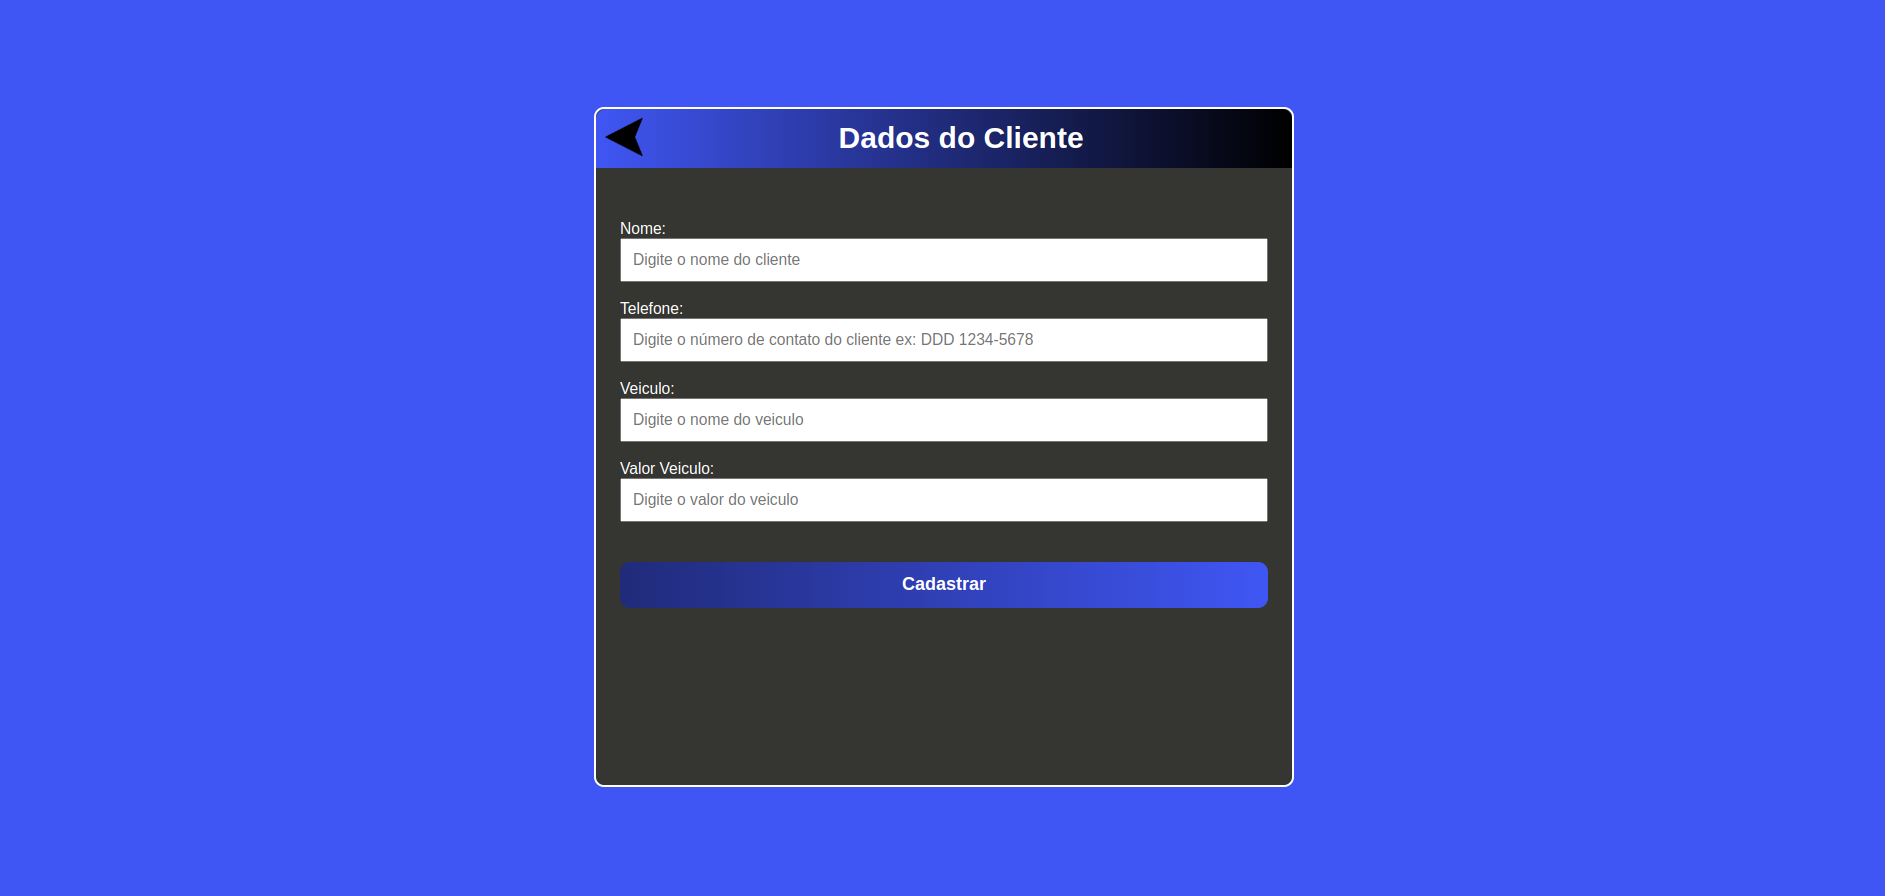 Dados do Cliente
Nome:
Digite o nome do cliente
Telefone:
Digite o número de contato do cliente ex: DDD 1234-5678
Veiculo:
Digite o nome do veiculo
Valor Veiculo:
Digite o valor do veiculo
Cadastrar